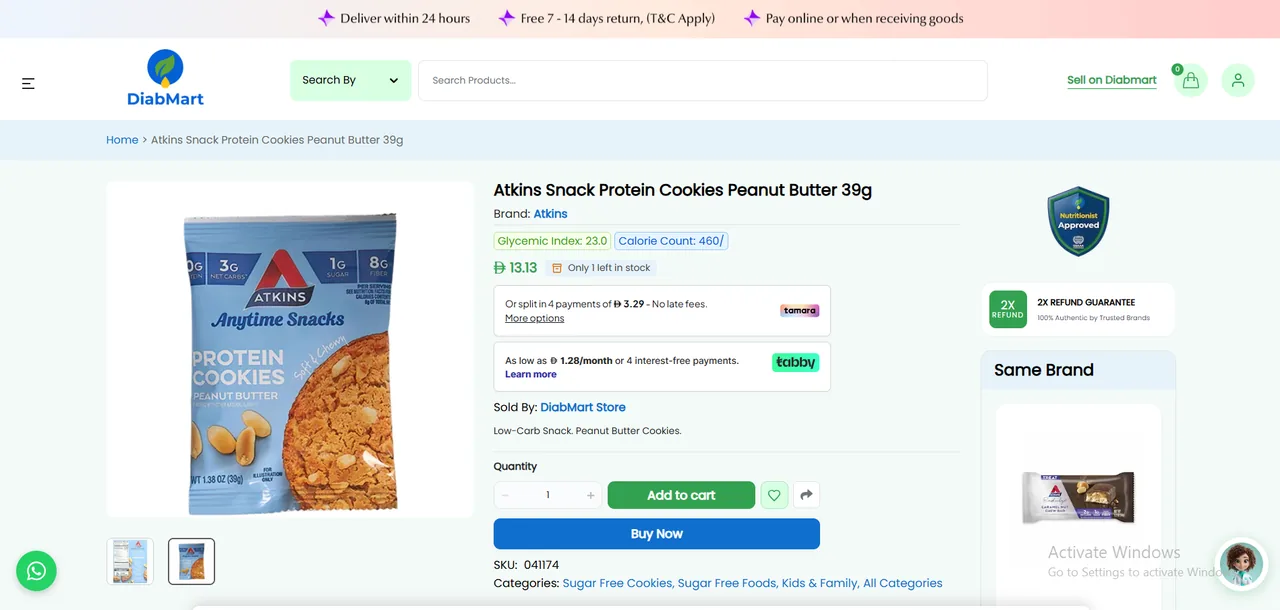 Deliver within 24 hours
Free 7 - 14 days return, (T&C Apply)
Pay online or when receiving goods
DiabMart
Search By
Search Products...
Sell on Diabmart
0
Home > Atkins Snack Protein Cookies Peanut Butter 39g
0G
3G
NET CARBS
1G
SUGAR
8G
FIBER
PER SERVING
ATKINS
Anytime Snacks
PROTEIN
COOKIES
PEANUT BUTTER
Soft & Chewy
FOR
ILLUSTRATION
ONLY
WT 1.38 OZ (39g)
Atkins Snack Protein Cookies Peanut Butter 39g
Brand: Atkins
Glycemic Index: 23.0
Calorie Count: 460/
13.13
Only 1 left in stock
Or split in 4 payments of 3.29 - No late fees.
More options
tamara
As low as 1.28/month or 4 interest-free payments.
Learn more
tabby
Sold By: DiabMart Store
Low-Carb Snack. Peanut Butter Cookies.
Quantity
− 1 +
Add to cart
Buy Now
SKU: 041174
Categories: Sugar Free Cookies, Sugar Free Foods, Kids & Family, All Categories
Nutritionist
Approved
2X
REFUND
2X REFUND GUARANTEE
100% Authentic by Trusted Brands
Same Brand
Activate Windows
Go to Settings to activate Windo